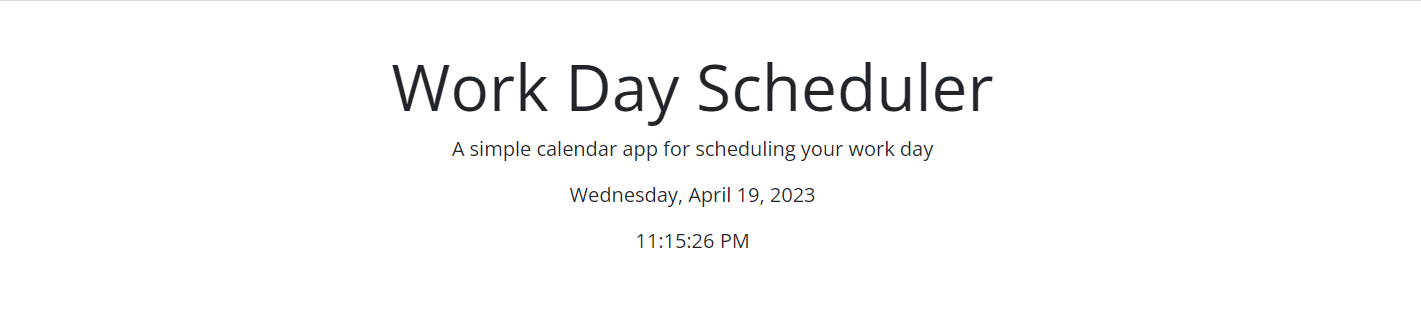 Work Day Scheduler
A simple calendar app for scheduling your work day
Wednesday, April 19, 2023
11:15:26 PM